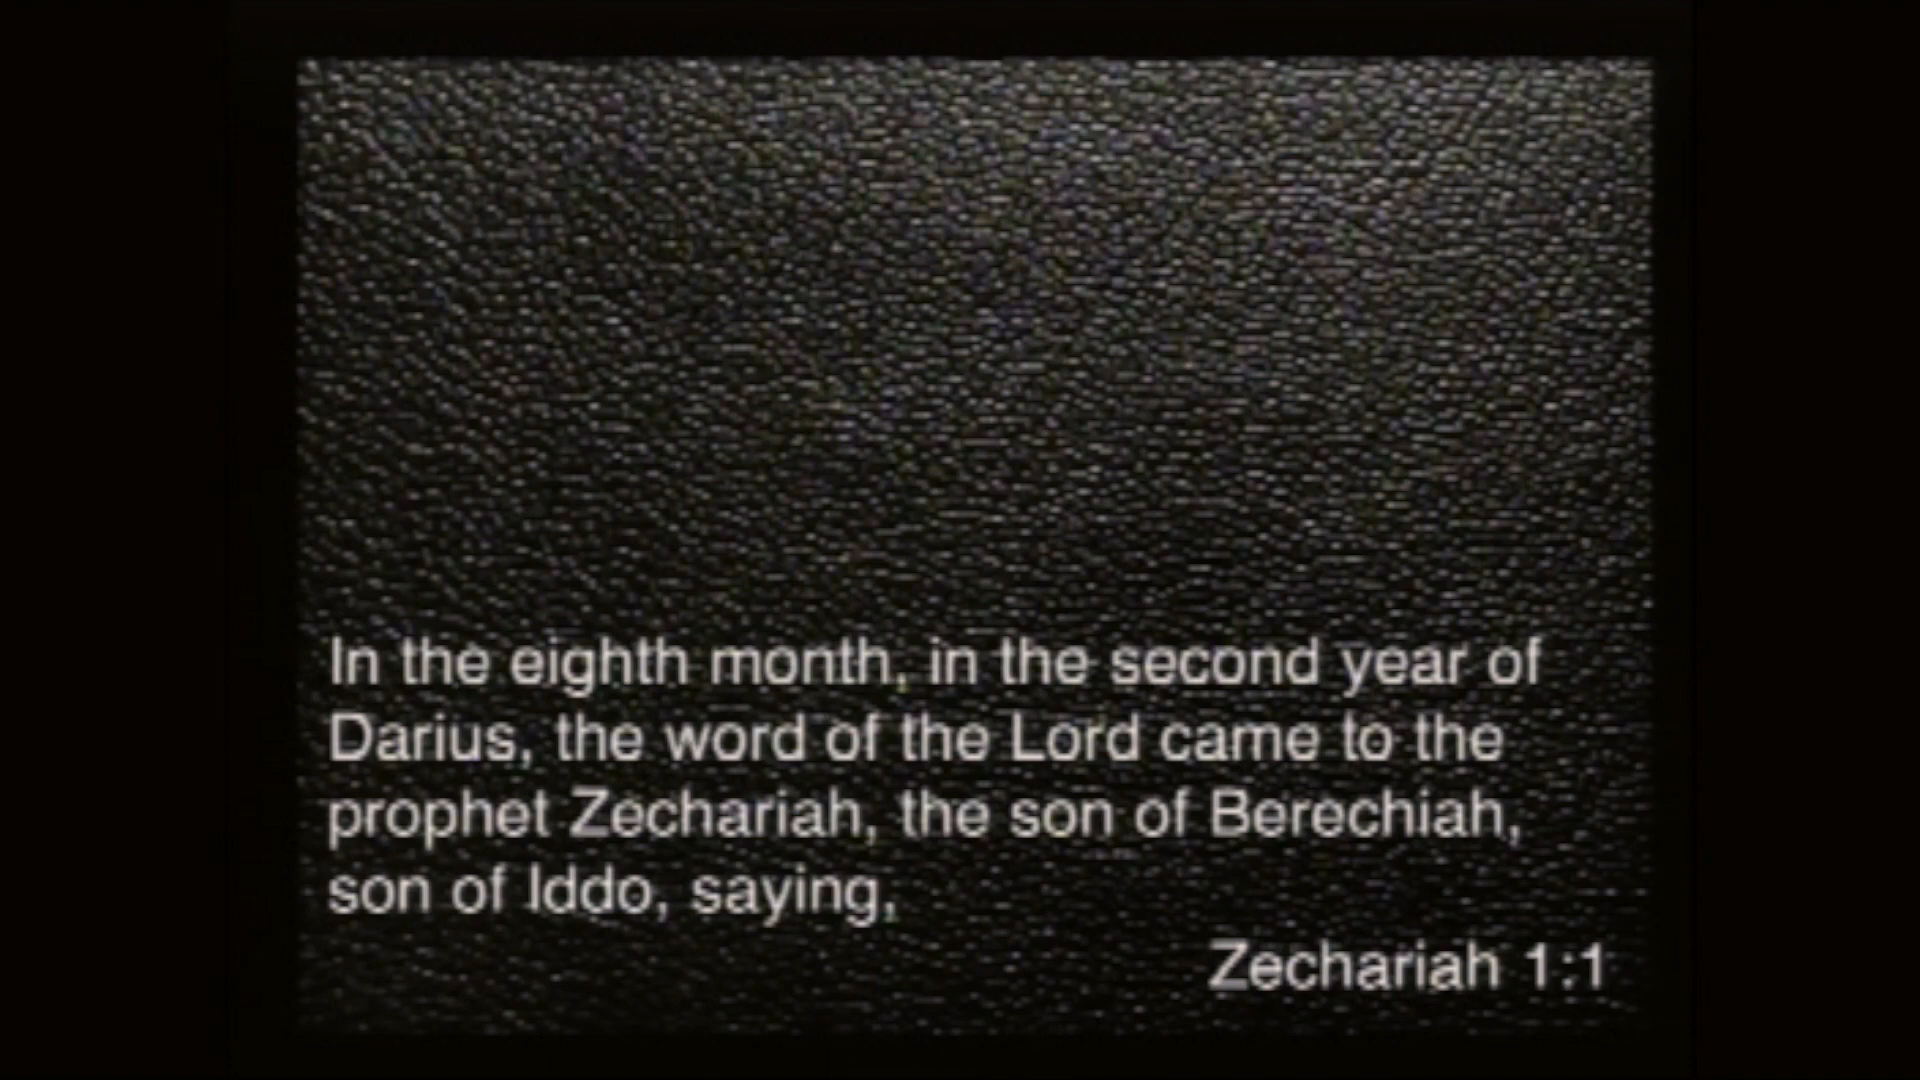 In the eighth month, in the second year of
Darius, the word of the Lord came to the
prophet Zechariah, the son of Berechiah,
son of Iddo, saying,
Zechariah 1:1